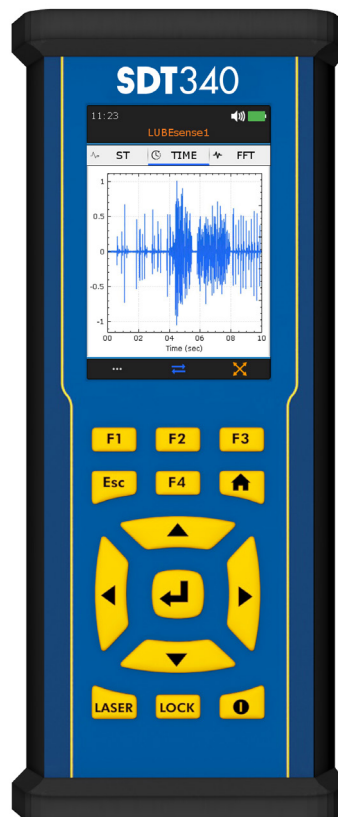 SDT340
11:23
LUBEsense1
ST TIME FFT
1
0.5
0
-0.5
-1
00 02 04 06 08 10
Time (sec)
...
F1 F2 F3
Esc F4
LASER LOCK